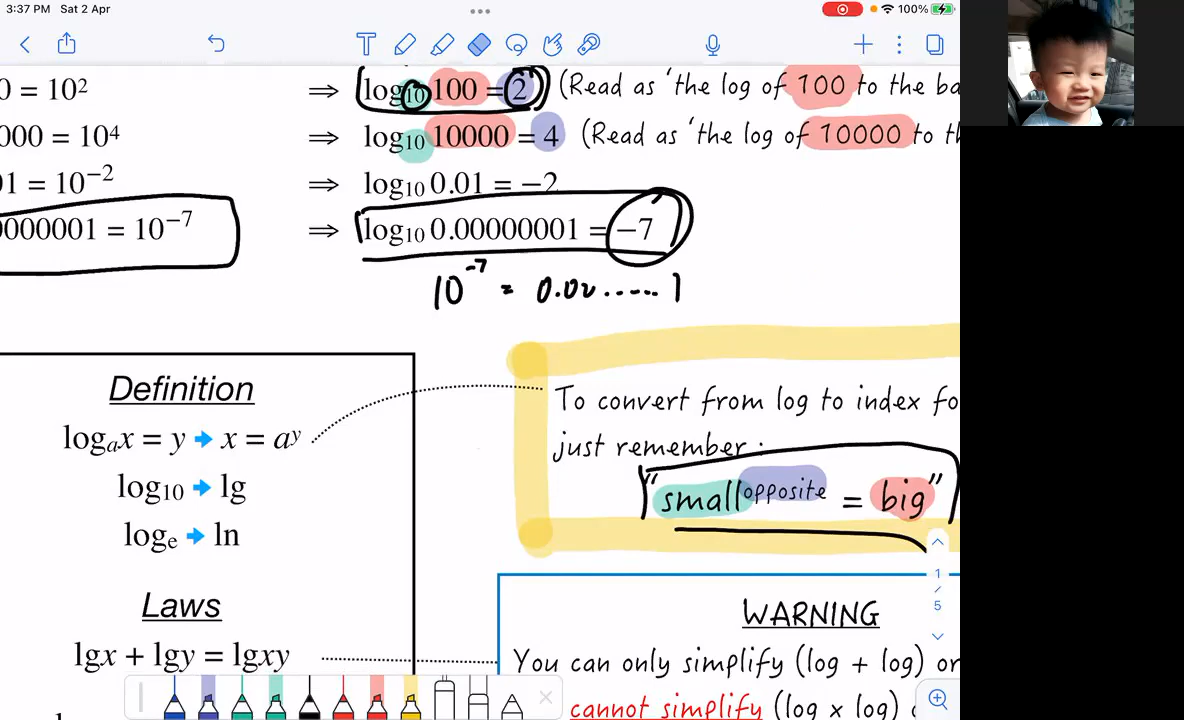 3:37 PM Sat 2 Apr 100%
0 = 10² ⇒ log₁₀ 100 = 2 (Read as 'the log of 100 to the ba
000 = 10⁴ ⇒ log₁₀ 10000 = 4 (Read as 'the log of 10000 to th
1 = 10⁻² ⇒ log₁₀ 0.01 = −2
0000001 = 10⁻⁷ ⇒ log₁₀ 0.00000001 = −7
10⁻⁷ = 0.00.....1
Definition
logₐx = y → x = aʸ
log₁₀ → lg
logₑ → ln
Laws
lgx + lgy = lgxy
To convert from log to index fo
just remember :
"small^opposite = big"
1
/
5
WARNING
You can only simplify (log + log) or
cannot simplify (log x log)